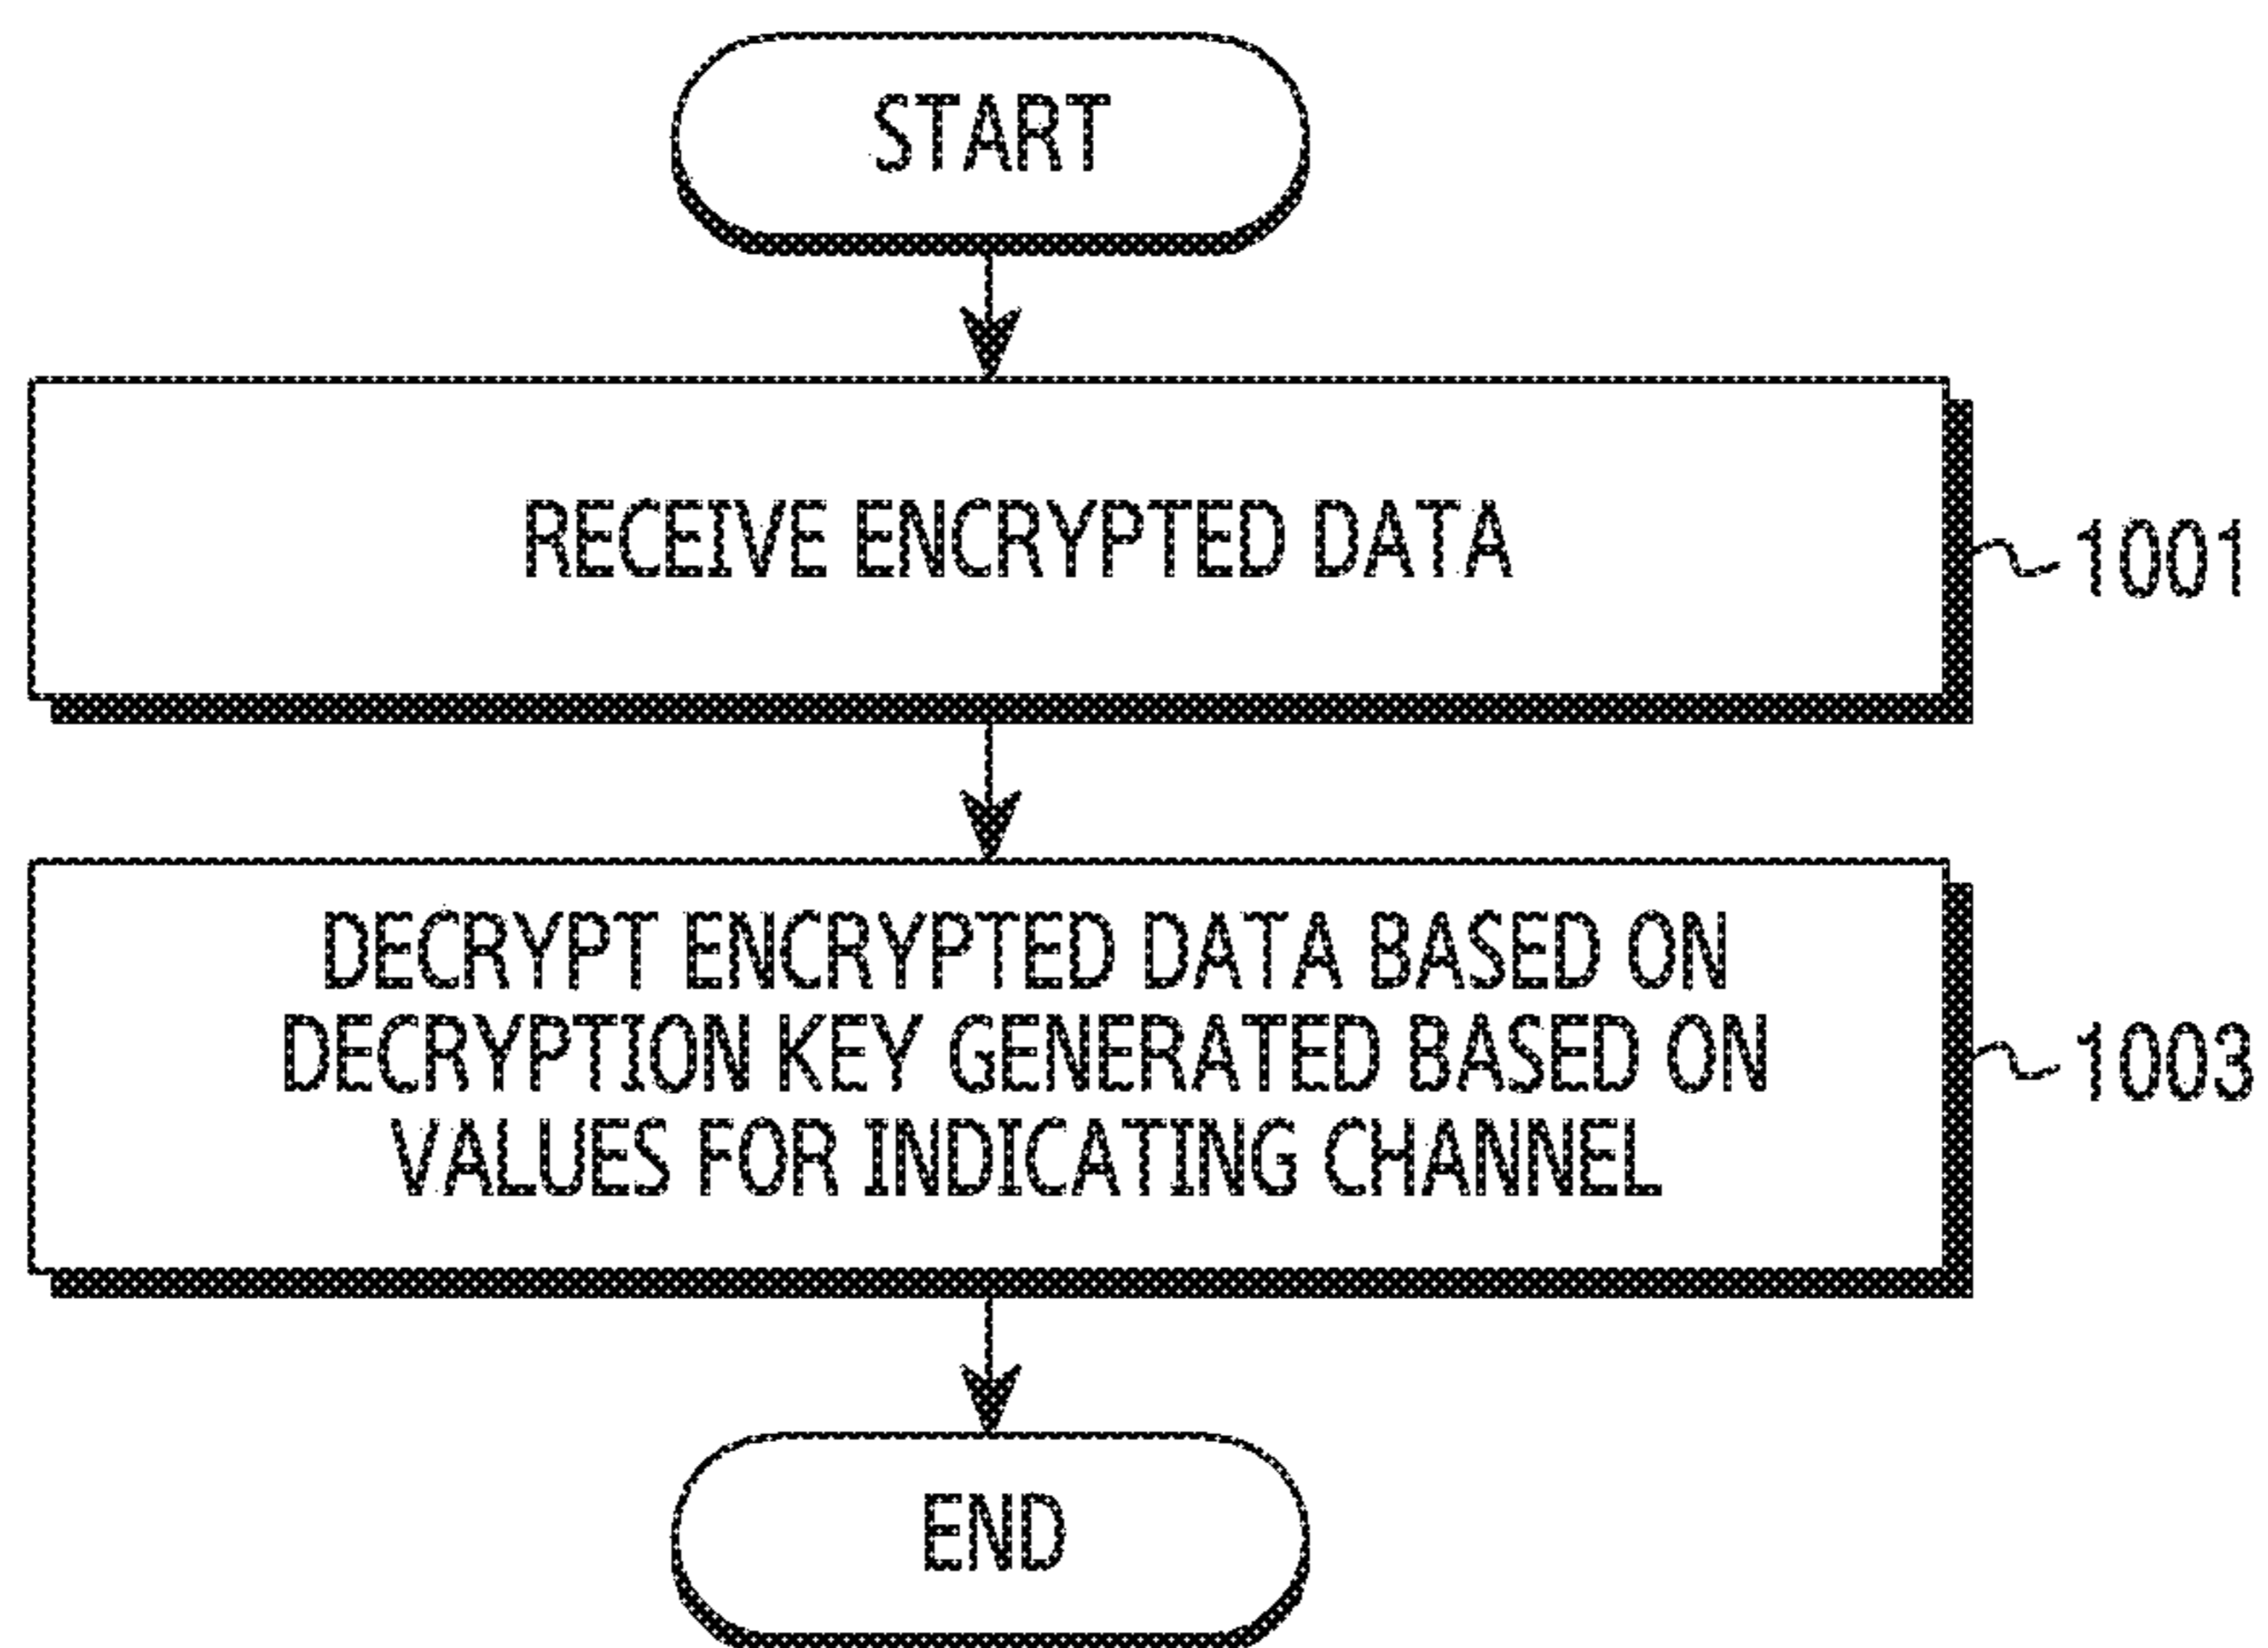 START
RECEIVE ENCRYPTED DATA
1001
DECRYPT ENCRYPTED DATA BASED ON
DECRYPTION KEY GENERATED BASED ON
VALUES FOR INDICATING CHANNEL
1003
END